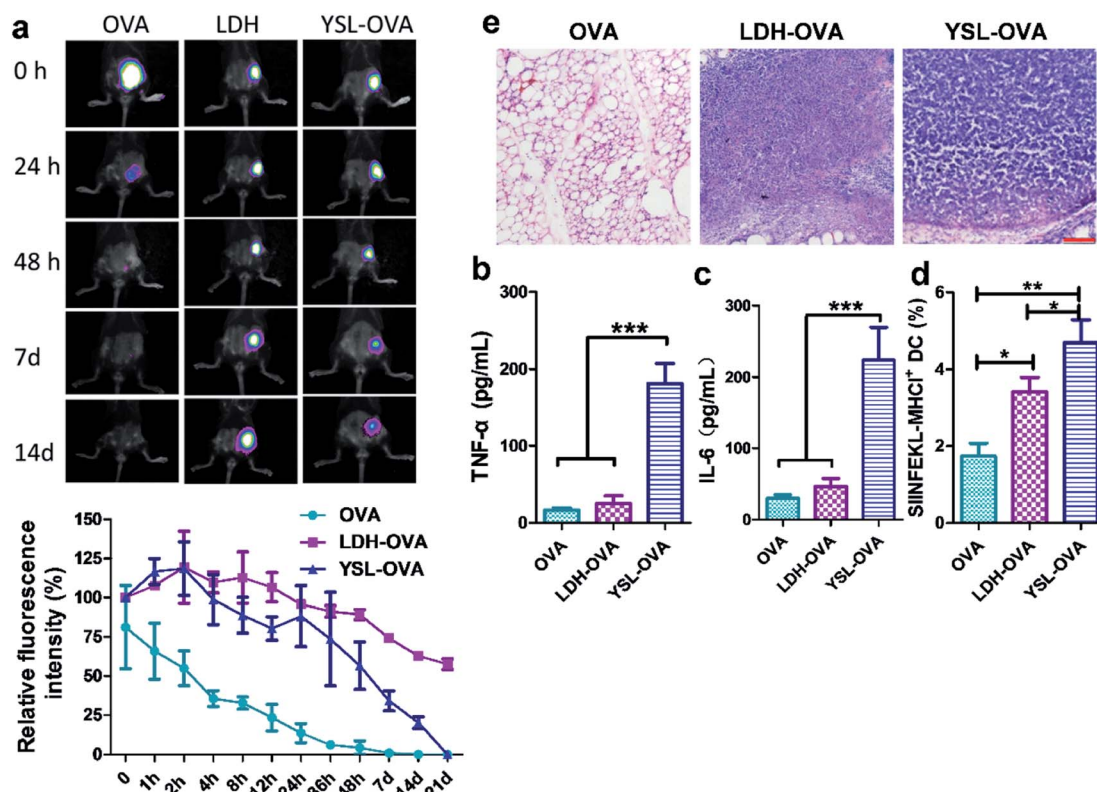 a
OVA LDH YSL-OVA
0 h
24 h
48 h
7d
14d
150
125
100
75
50
25
0
Relative fluorescence
intensity (%)
OVA
LDH-OVA
YSL-OVA
0 1h 2h 4h 8h 12h 24h 36h 48h 7d 14d 21d
e
OVA LDH-OVA YSL-OVA
b
300
200
100
0
TNF-α (pg/mL)
***
OVA LDH-OVA YSL-OVA
c
300
200
100
0
IL-6 (pg/mL)
***
OVA LDH-OVA YSL-OVA
d
6
4
2
0
SIINFEKL-MHCI⁺ DC (%)
**
*
*
OVA LDH-OVA YSL-OVA